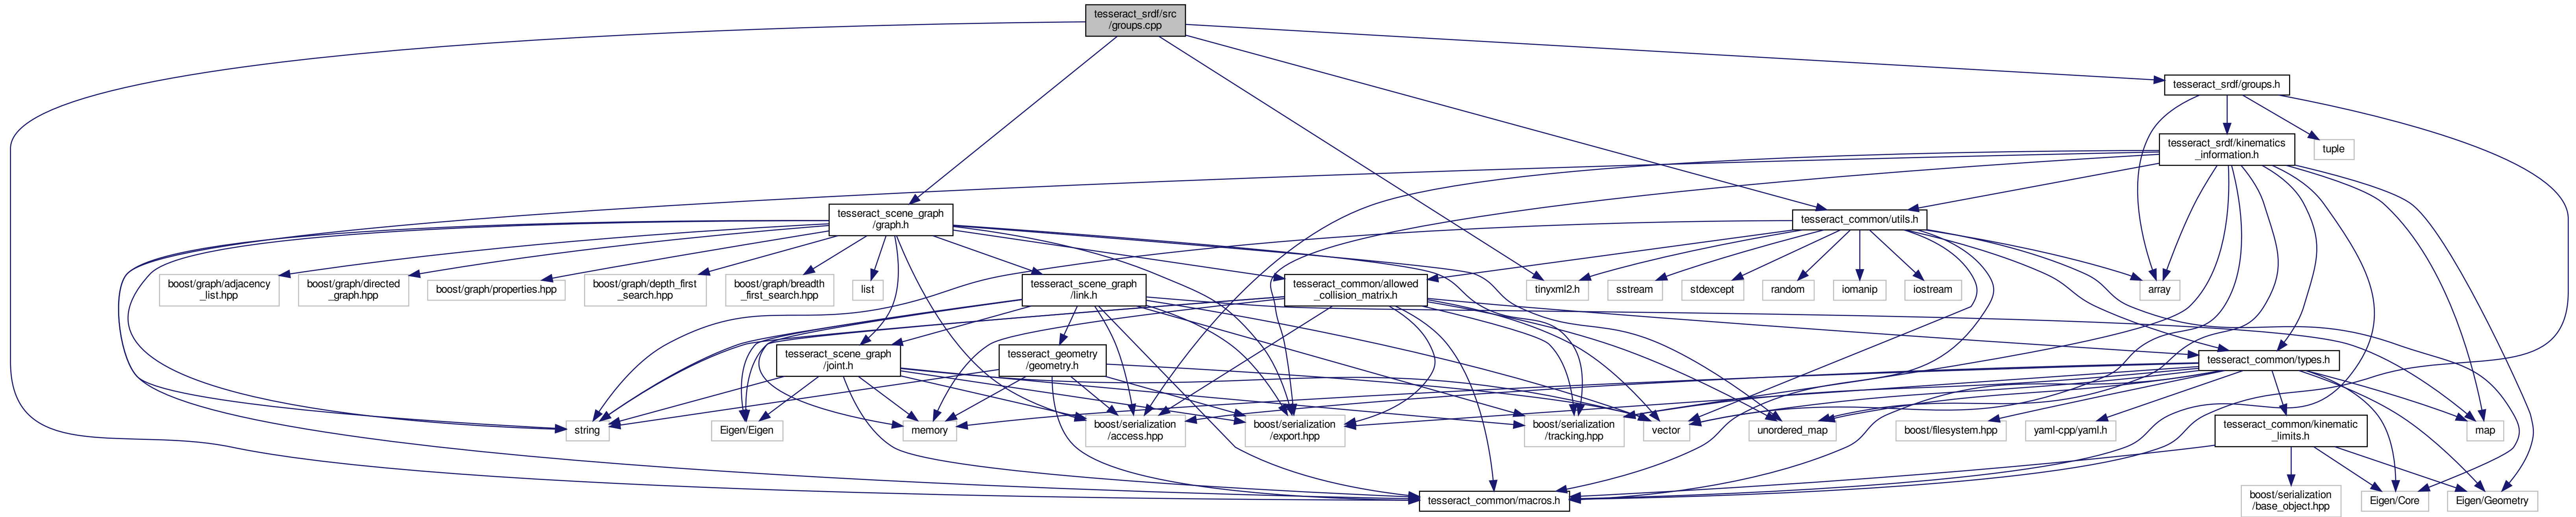 tesseract_srdf/src
/groups.cpp
tesseract_srdf/groups.h
tesseract_srdf/kinematics
_information.h
tuple
tesseract_scene_graph
/graph.h
tesseract_common/utils.h
boost/graph/adjacency
_list.hpp
boost/graph/directed
_graph.hpp
boost/graph/properties.hpp
boost/graph/depth_first
_search.hpp
boost/graph/breadth
_first_search.hpp
list
tesseract_scene_graph
/link.h
tesseract_common/allowed
_collision_matrix.h
tinyxml2.h
sstream
stdexcept
random
iomanip
iostream
array
tesseract_scene_graph
/joint.h
tesseract_geometry
/geometry.h
tesseract_common/types.h
string
Eigen/Eigen
memory
boost/serialization
/access.hpp
boost/serialization
/export.hpp
boost/serialization
/tracking.hpp
vector
unordered_map
boost/filesystem.hpp
yaml-cpp/yaml.h
tesseract_common/kinematic
_limits.h
map
tesseract_common/macros.h
boost/serialization
/base_object.hpp
Eigen/Core
Eigen/Geometry